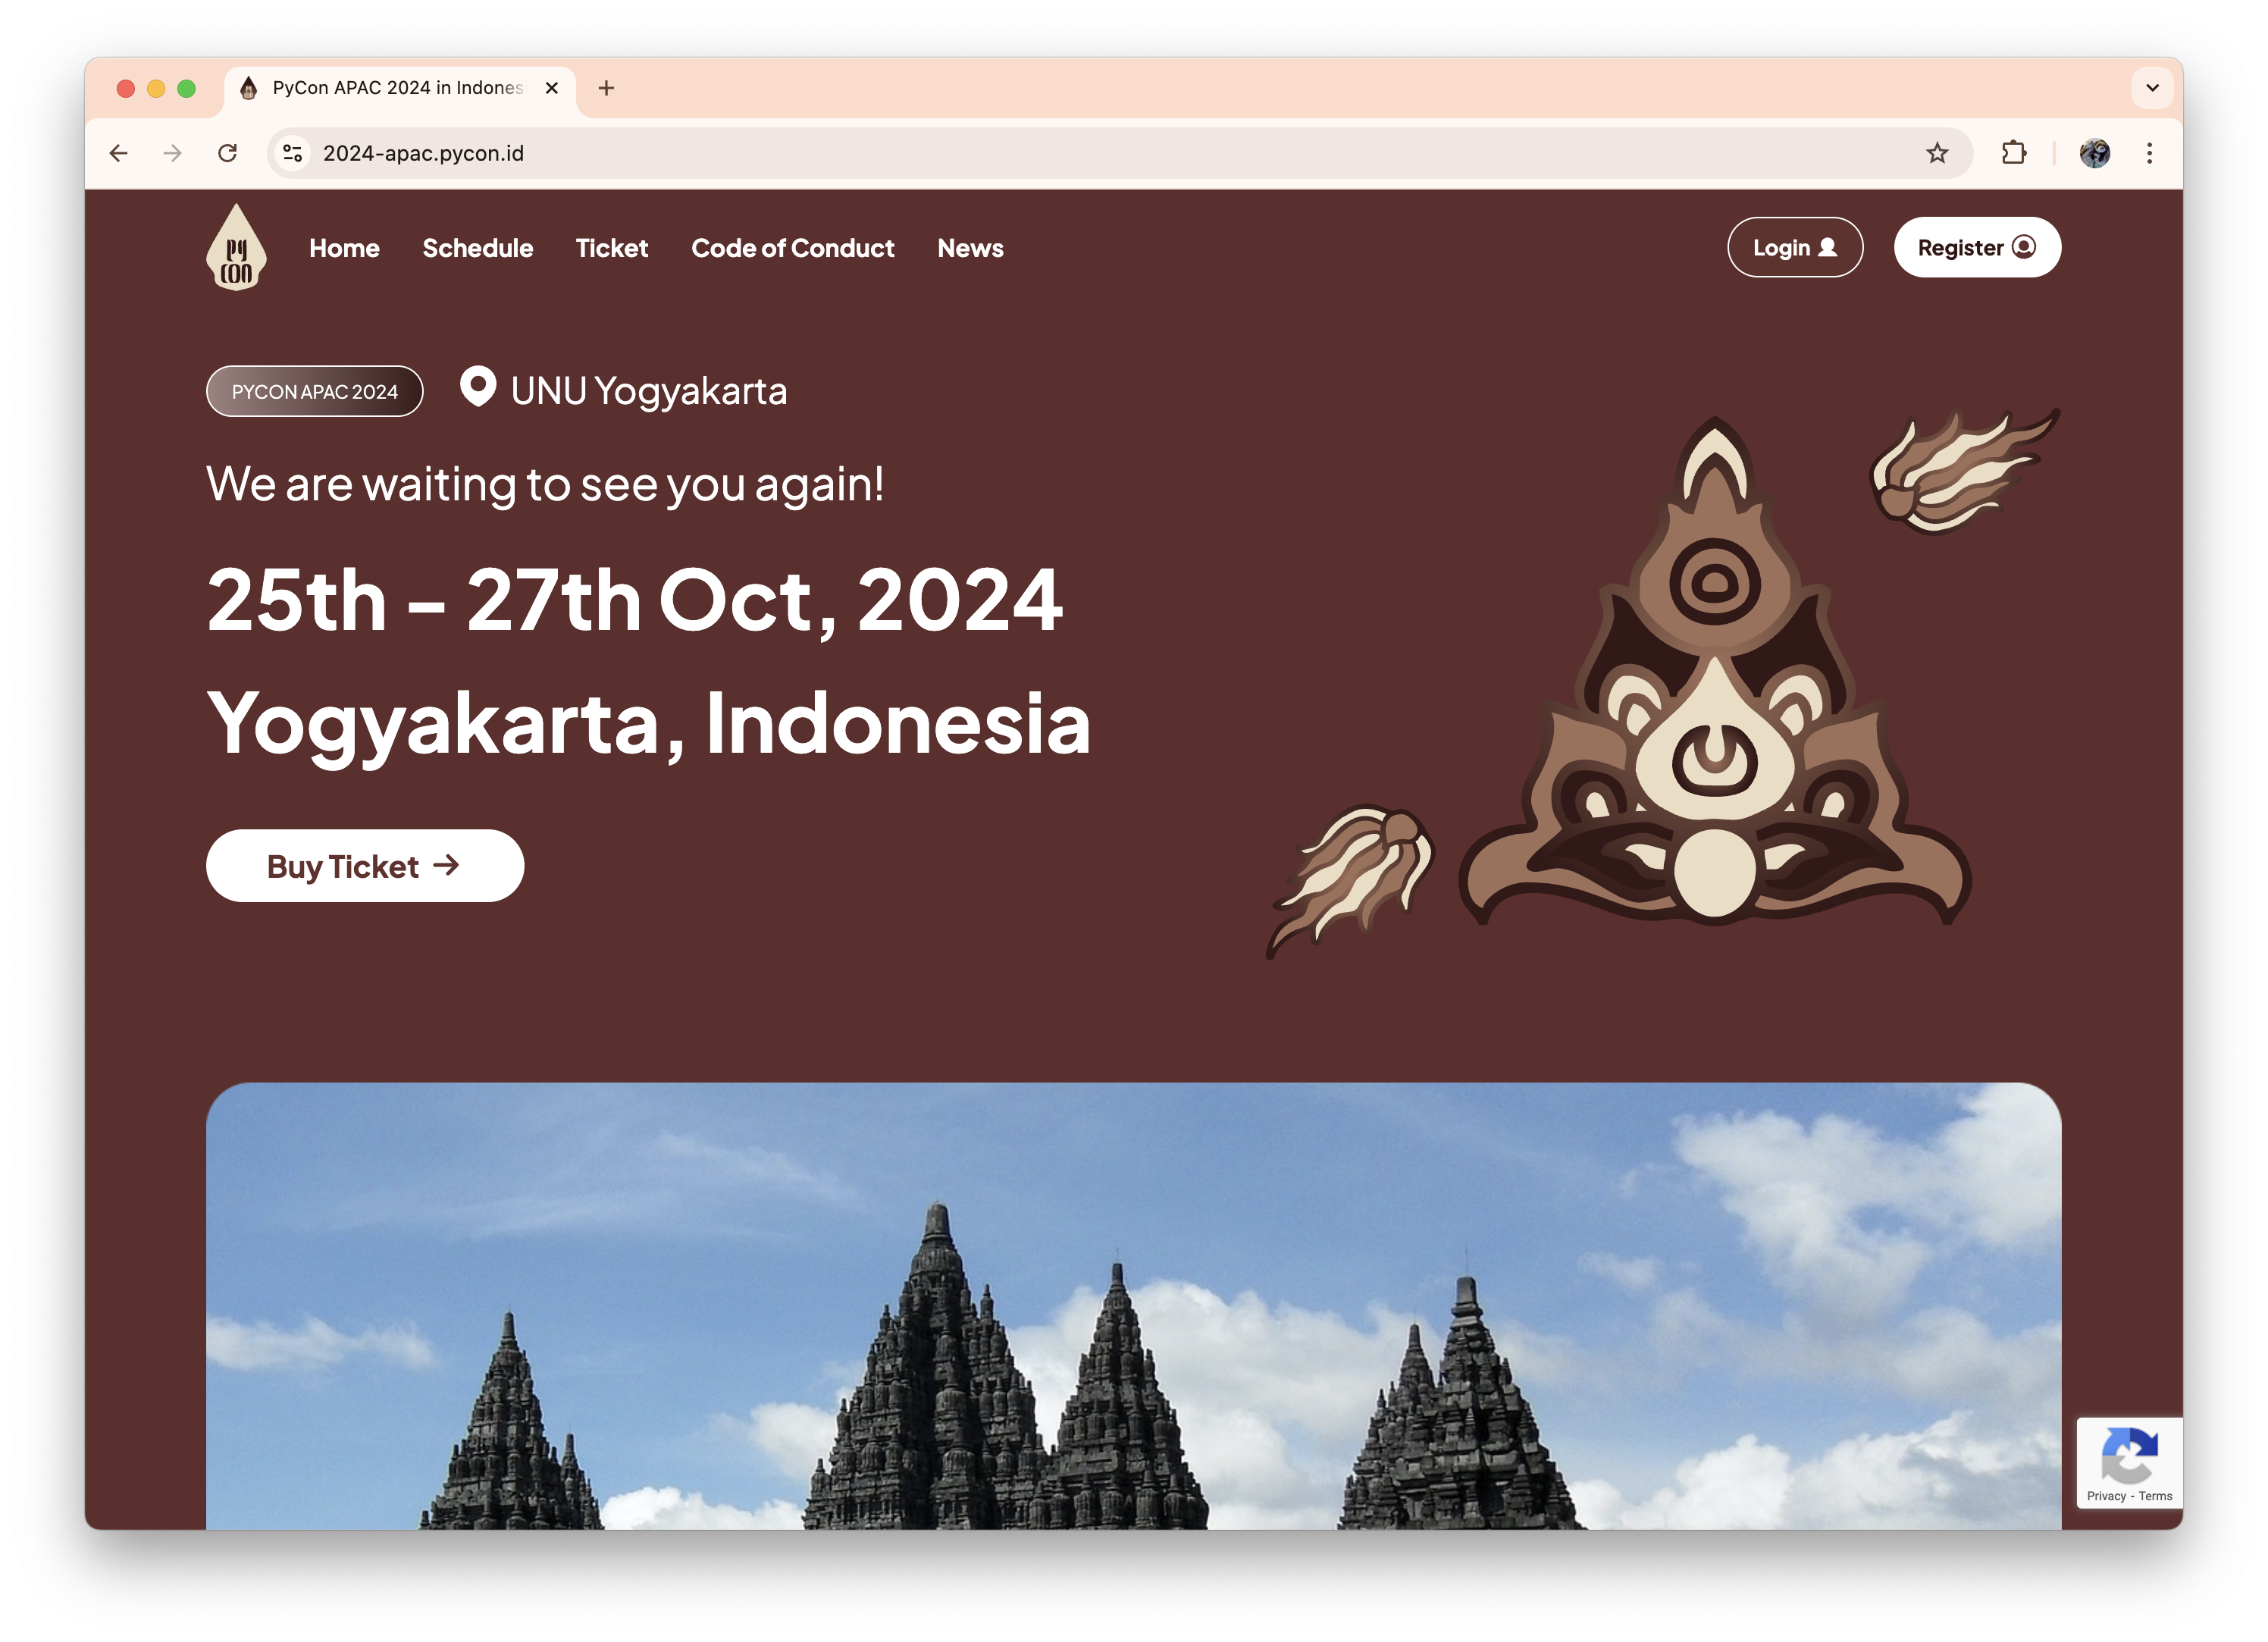 PyCon APAC 2024 in Indones
2024-apac.pycon.id
PY
CON
Home
Schedule
Ticket
Code of Conduct
News
Login
Register
PYCON APAC 2024
UNU Yogyakarta
We are waiting to see you again!
25th – 27th Oct, 2024
Yogyakarta, Indonesia
Buy Ticket →
Privacy - Terms